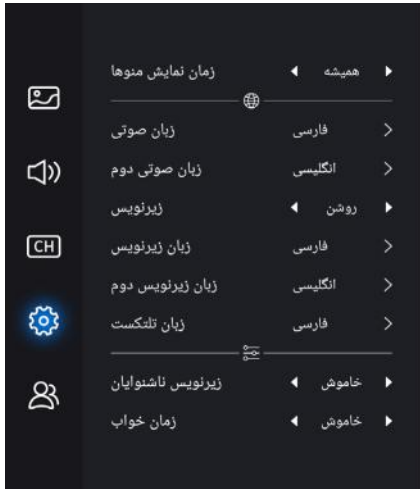 زمان نمایش منوها همیشه
زبان صوتی فارسی
زبان صوتی دوم انگلیسی
زیرنویس روشن
CH
زبان زیرنویس فارسی
زبان زیرنویس دوم انگلیسی
زبان تلتکست فارسی
زیرنویس ناشنوایان خاموش
زمان خواب خاموش